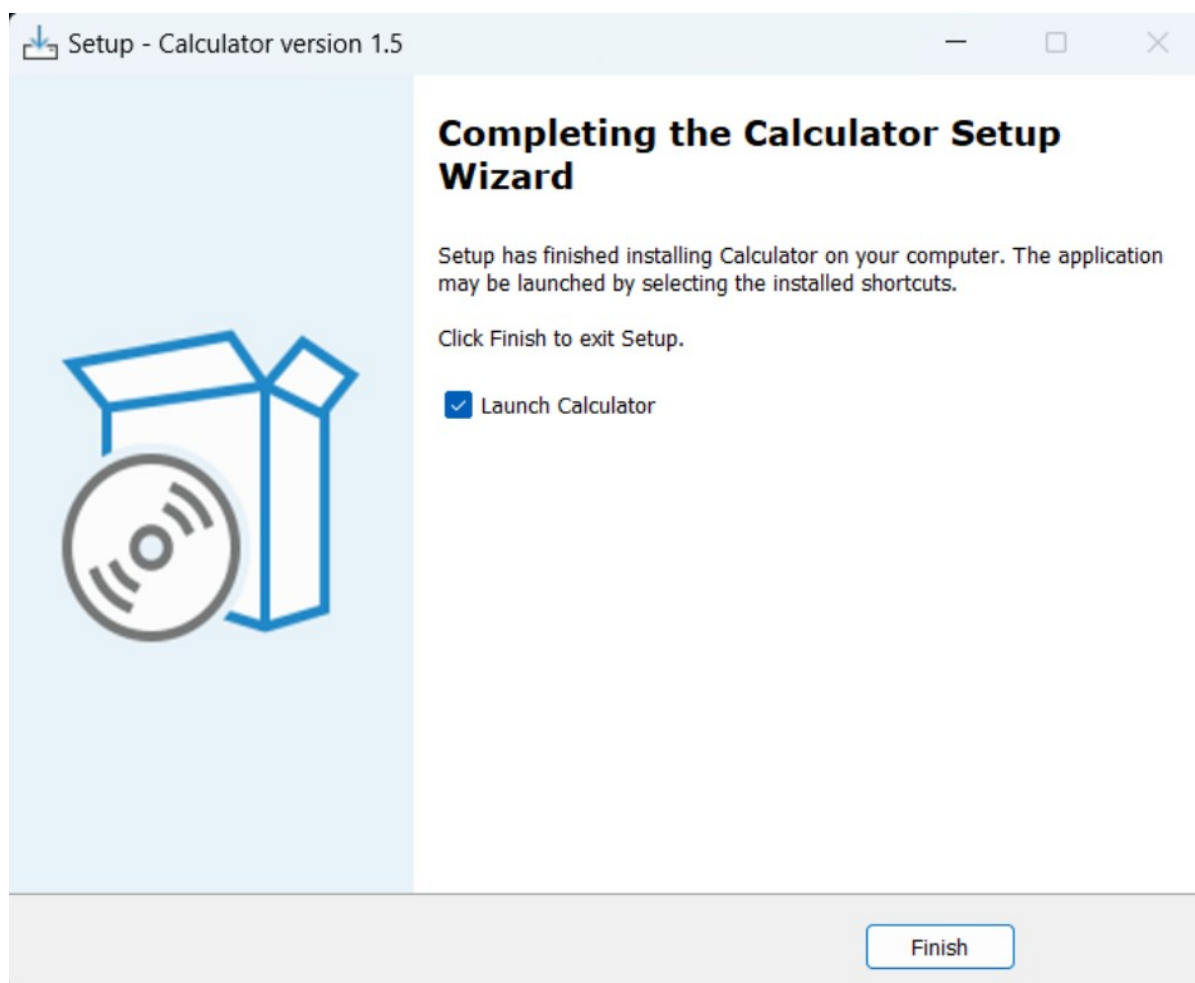 Setup - Calculator version 1.5
Completing the Calculator Setup
Wizard
Setup has finished installing Calculator on your computer. The application
may be launched by selecting the installed shortcuts.
Click Finish to exit Setup.
Launch Calculator
Finish